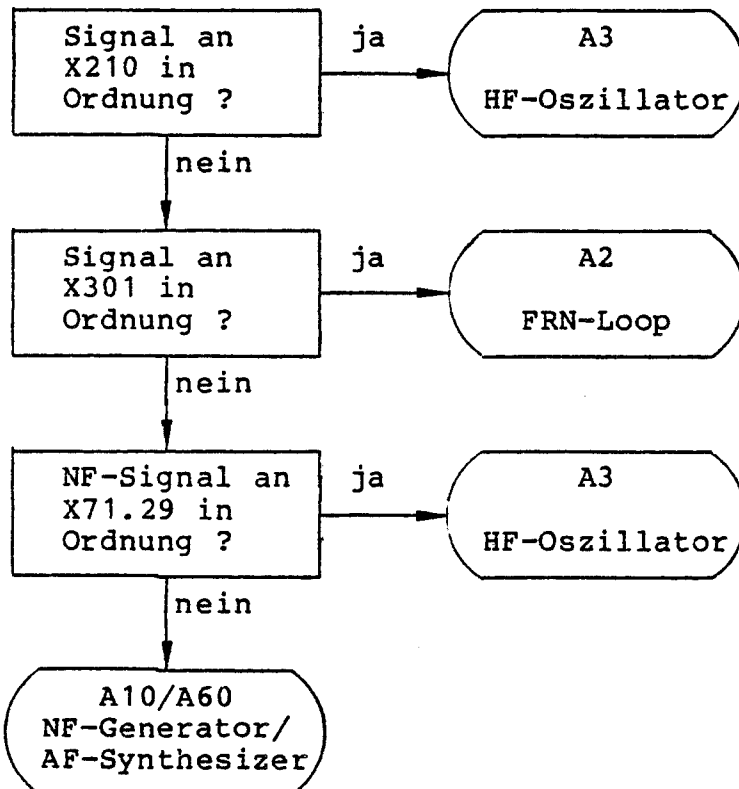 Signal an
X210 in
Ordnung ?
ja
A3
HF-Oszillator
nein
Signal an
X301 in
Ordnung ?
ja
A2
FRN-Loop
nein
NF-Signal an
X71.29 in
Ordnung ?
ja
A3
HF-Oszillator
nein
A10/A60
NF-Generator/
AF-Synthesizer